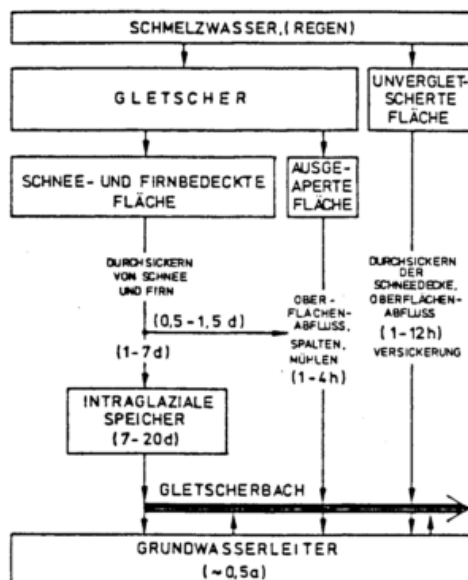 SCHMELZWASSER,(REGEN)
GLETSCHER
UNVERGLET-
SCHERTE
FLÄCHE
SCHNEE- UND FIRNBEDECKTE
FLÄCHE
AUSGE-
APERTE
FLÄCHE
DURCHSICKERN
VON SCHNEE
UND FIRN
(0,5-1,5 d)
(1-7d)
OBER-
FLÄCHEN-
ABFLUSS,
SPALTEN,
MÜHLEN
(1-4h)
DURCHSICKERN
DER
SCHNEEDECKE,
OBERFLÄCHEN-
ABFLUSS
(1-12h)
VERSICKERUNG
INTRAGLAZIALE
SPEICHER
(7-20d)
GLETSCHERBACH
GRUNDWASSERLEITER
(~0,5a)